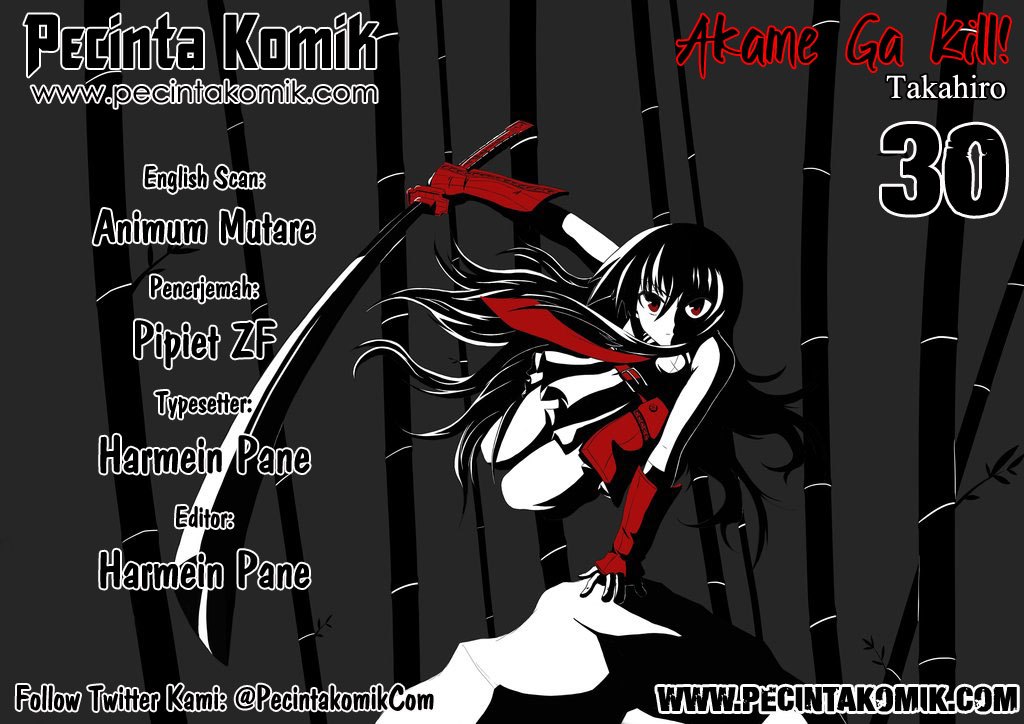 Pecinta Komik
www.pecintakomik.com
Akame Ga Kill!
Takahiro
30
English Scan:
Animum Mutare
Penerjemah:
Pipiet ZF
Typesetter:
Harmein Pane
Editor:
Harmein Pane
Follow Twitter Kami: @PecintakomikCom
WWW.PECINTAKOMIK.COM